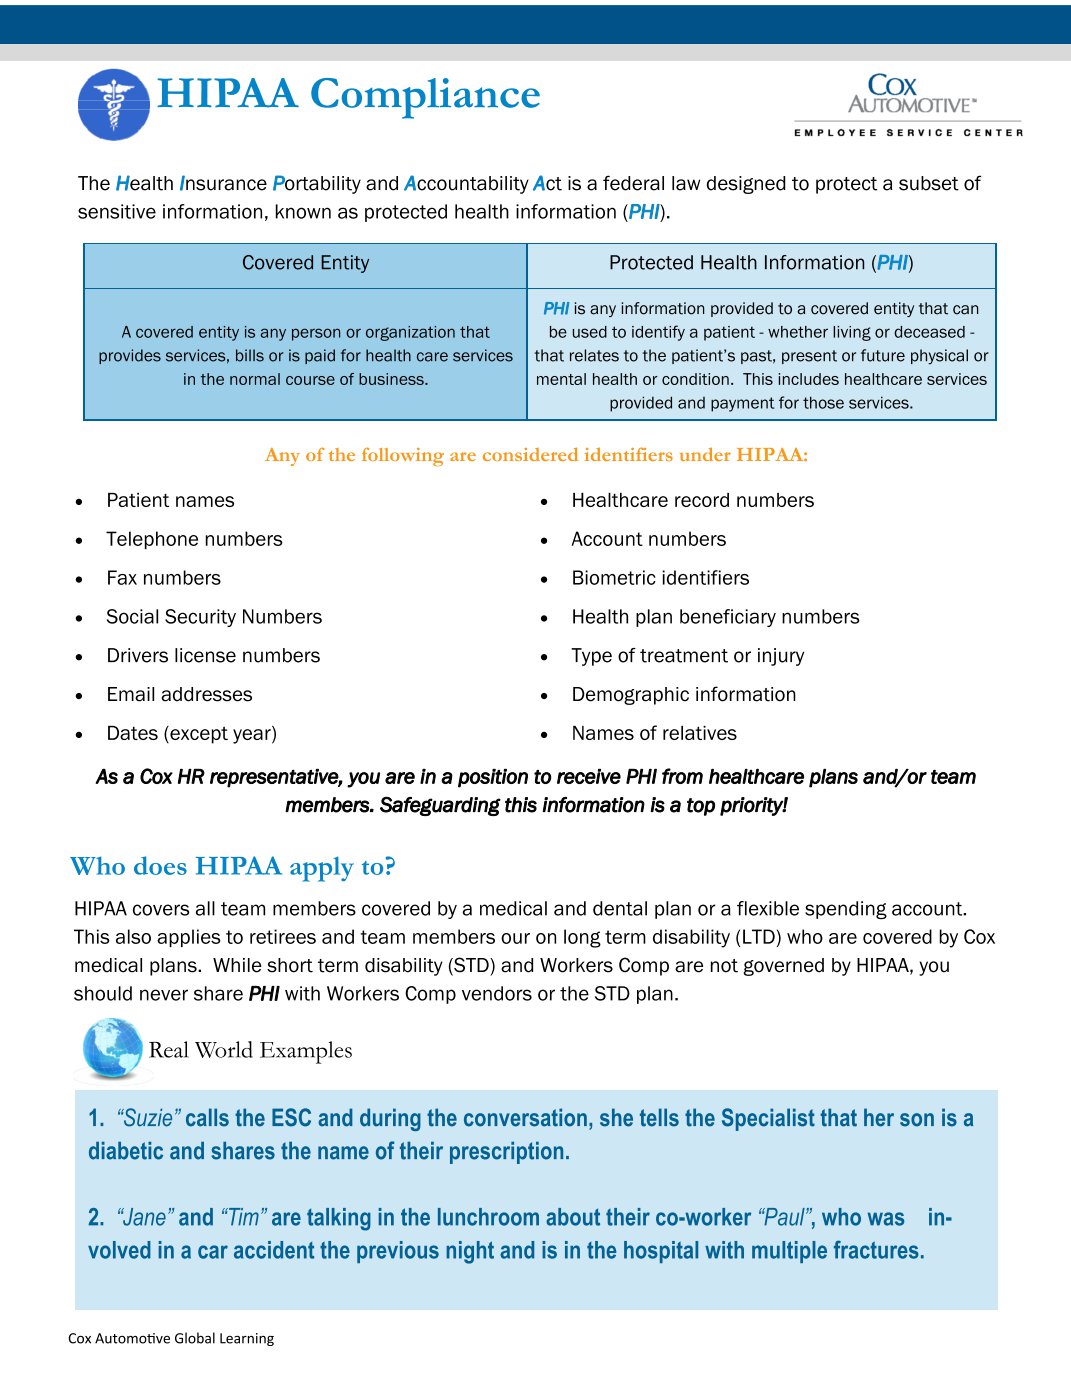 HIPAA Compliance
COX
AUTOMOTIVE™
EMPLOYEE SERVICE CENTER
The Health Insurance Portability and Accountability Act is a federal law designed to protect a subset of
sensitive information, known as protected health information (PHI).
Covered Entity
Protected Health Information (PHI)
A covered entity is any person or organization that
provides services, bills or is paid for health care services
in the normal course of business.
PHI is any information provided to a covered entity that can
be used to identify a patient - whether living or deceased -
that relates to the patient's past, present or future physical or
mental health or condition.  This includes healthcare services
provided and payment for those services.
Any of the following are considered identifiers under HIPAA:
• Patient names
• Telephone numbers
• Fax numbers
• Social Security Numbers
• Drivers license numbers
• Email addresses
• Dates (except year)
• Healthcare record numbers
• Account numbers
• Biometric identifiers
• Health plan beneficiary numbers
• Type of treatment or injury
• Demographic information
• Names of relatives
As a Cox HR representative, you are in a position to receive PHI from healthcare plans and/or team
members. Safeguarding this information is a top priority!
Who does HIPAA apply to?
HIPAA covers all team members covered by a medical and dental plan or a flexible spending account.
This also applies to retirees and team members our on long term disability (LTD) who are covered by Cox
medical plans.  While short term disability (STD) and Workers Comp are not governed by HIPAA, you
should never share PHI with Workers Comp vendors or the STD plan.
Real World Examples
1.  “Suzie” calls the ESC and during the conversation, she tells the Specialist that her son is a
diabetic and shares the name of their prescription.
2.  “Jane” and “Tim” are talking in the lunchroom about their co-worker “Paul”, who was   in-
volved in a car accident the previous night and is in the hospital with multiple fractures.
Cox Automotive Global Learning